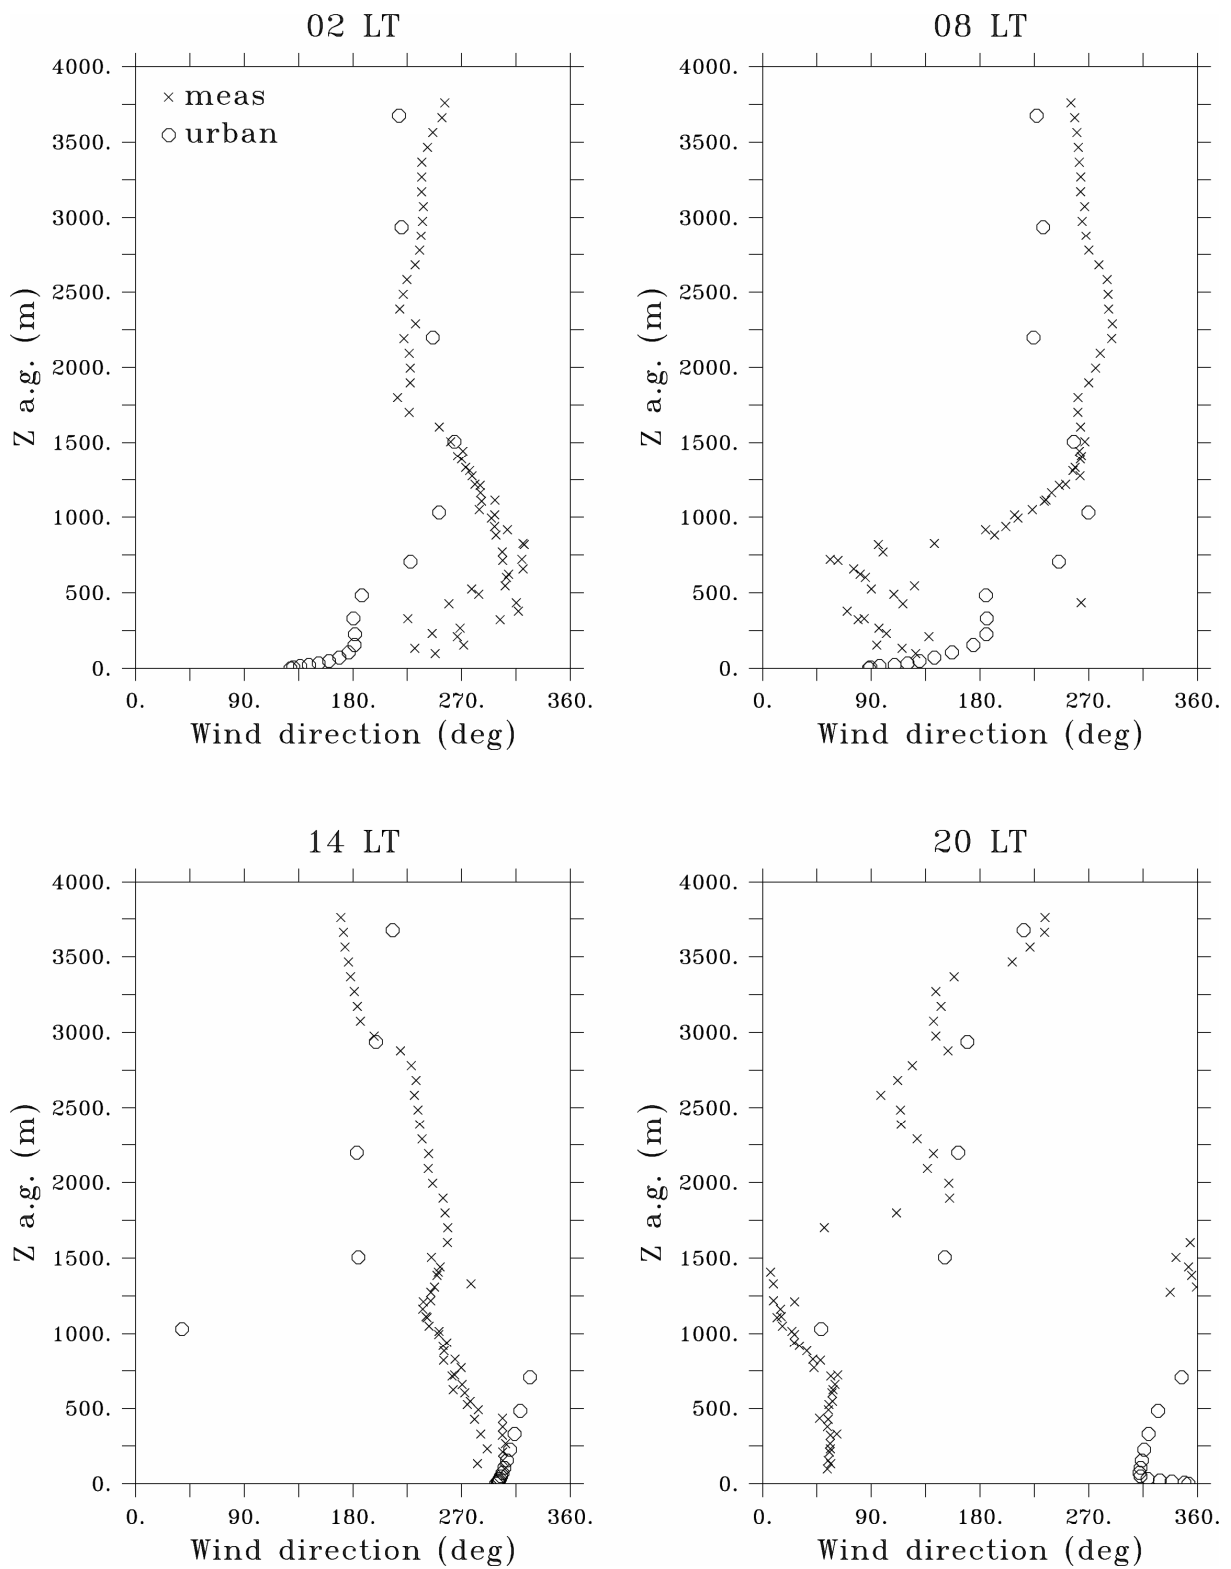 02 LT
08 LT
4000.
3500.
3000.
2500.
2000.
1500.
1000.
500.
0.
Z a.g. (m)
× meas
○ urban
0. 90. 180. 270. 360.
Wind direction (deg)
4000.
3500.
3000.
2500.
2000.
1500.
1000.
500.
0.
Z a.g. (m)
0. 90. 180. 270. 360.
Wind direction (deg)
14 LT
20 LT
4000.
3500.
3000.
2500.
2000.
1500.
1000.
500.
0.
Z a.g. (m)
0. 90. 180. 270. 360.
Wind direction (deg)
4000.
3500.
3000.
2500.
2000.
1500.
1000.
500.
0.
Z a.g. (m)
0. 90. 180. 270. 360.
Wind direction (deg)